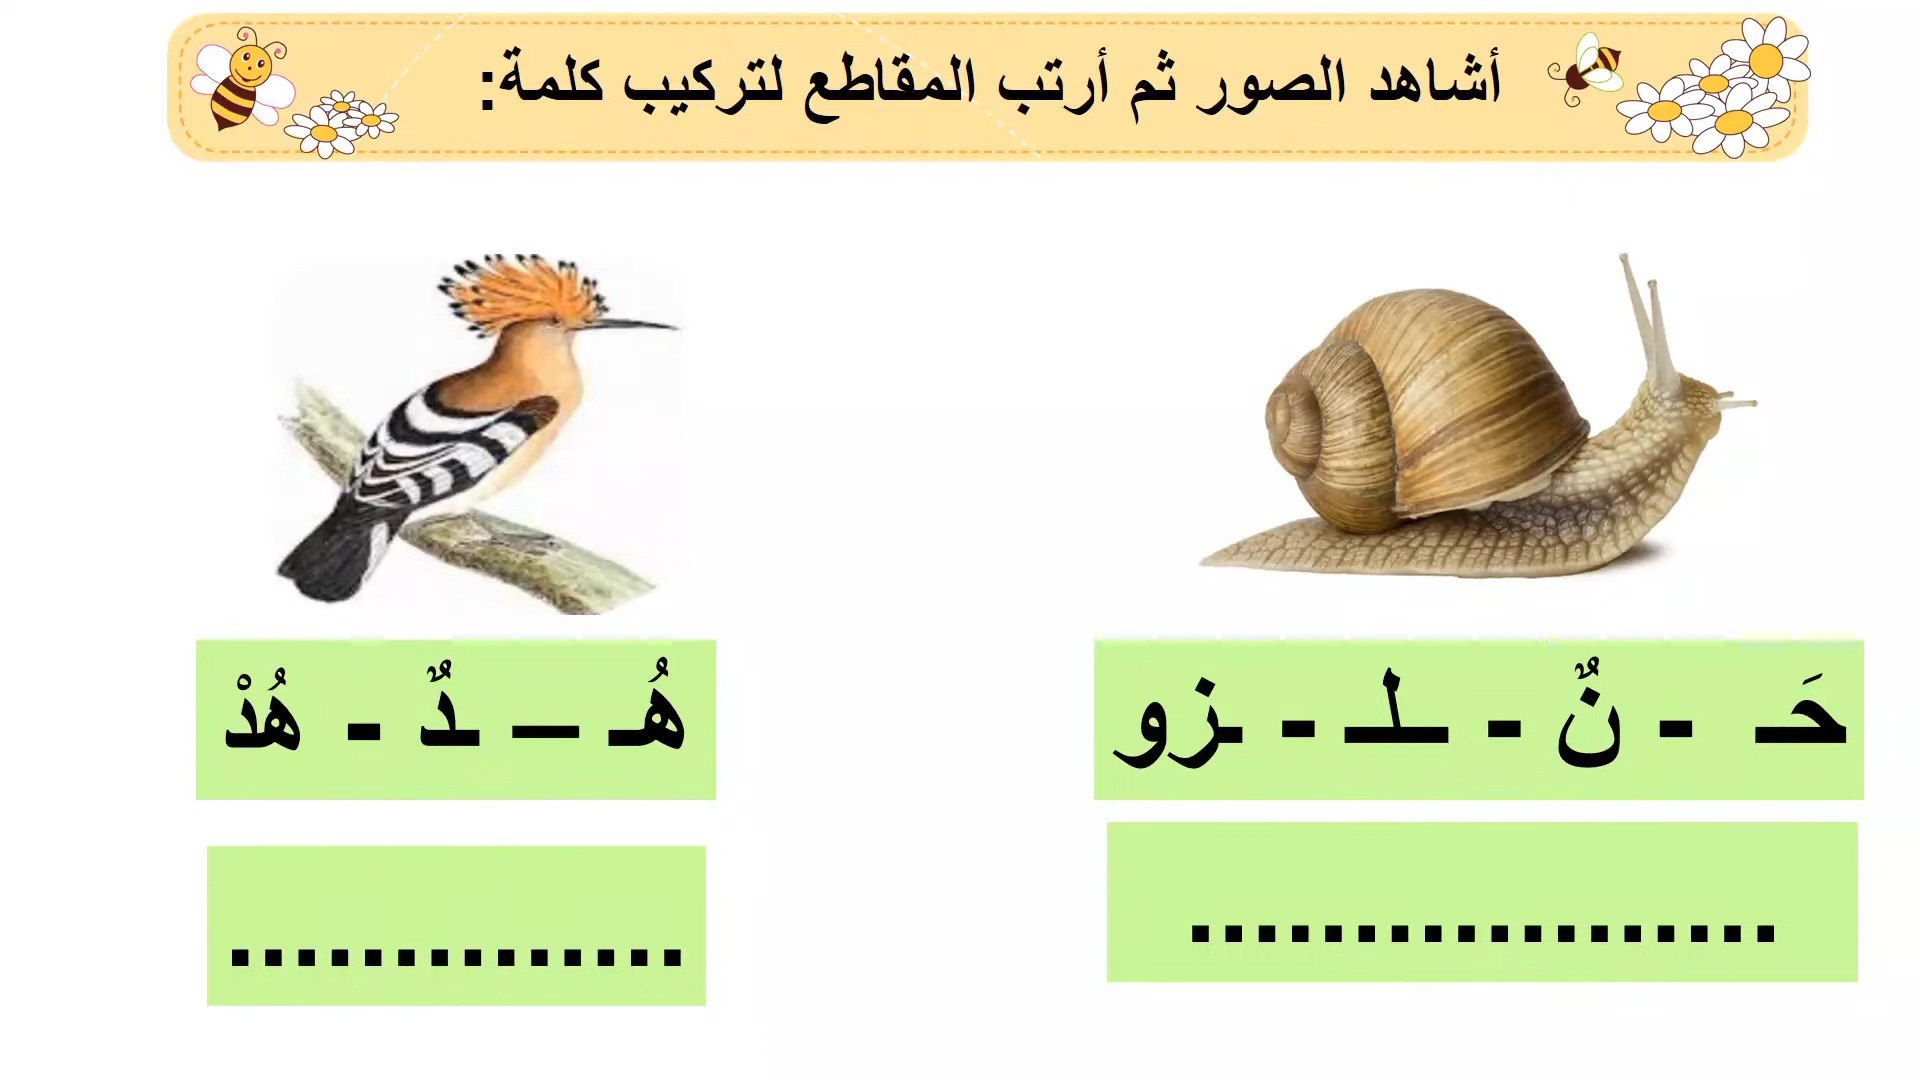 أشاهد الصور ثم أرتب المقاطع لتركيب كلمة:
حَـ - نٌ - ـلـ - ـزو
هُـ – ـدٌ - هُدْ
..................
..............